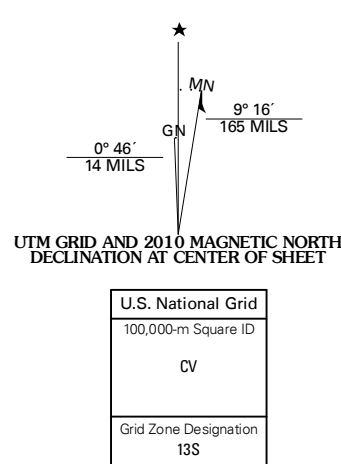 ★
MN
GN
9° 16´
165 MILS
0° 46´
14 MILS
UTM GRID AND 2010 MAGNETIC NORTH
DECLINATION AT CENTER OF SHEET
U.S. National Grid
100,000-m Square ID
CV
Grid Zone Designation
13S